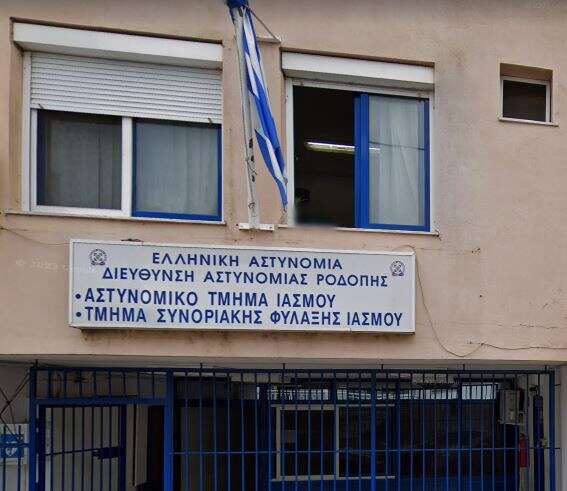 ΕΛΛΗΝΙΚΗ ΑΣΤΥΝΟΜΙΑ
ΔΙΕΥΘΥΝΣΗ ΑΣΤΥΝΟΜΙΑΣ ΡΟΔΟΠΗΣ
• ΑΣΤΥΝΟΜΙΚΟ ΤΜΗΜΑ ΙΑΣΜΟΥ
• ΤΜΗΜΑ ΣΥΝΟΡΙΑΚΗΣ ΦΥΛΑΞΗΣ ΙΑΣΜΟΥ